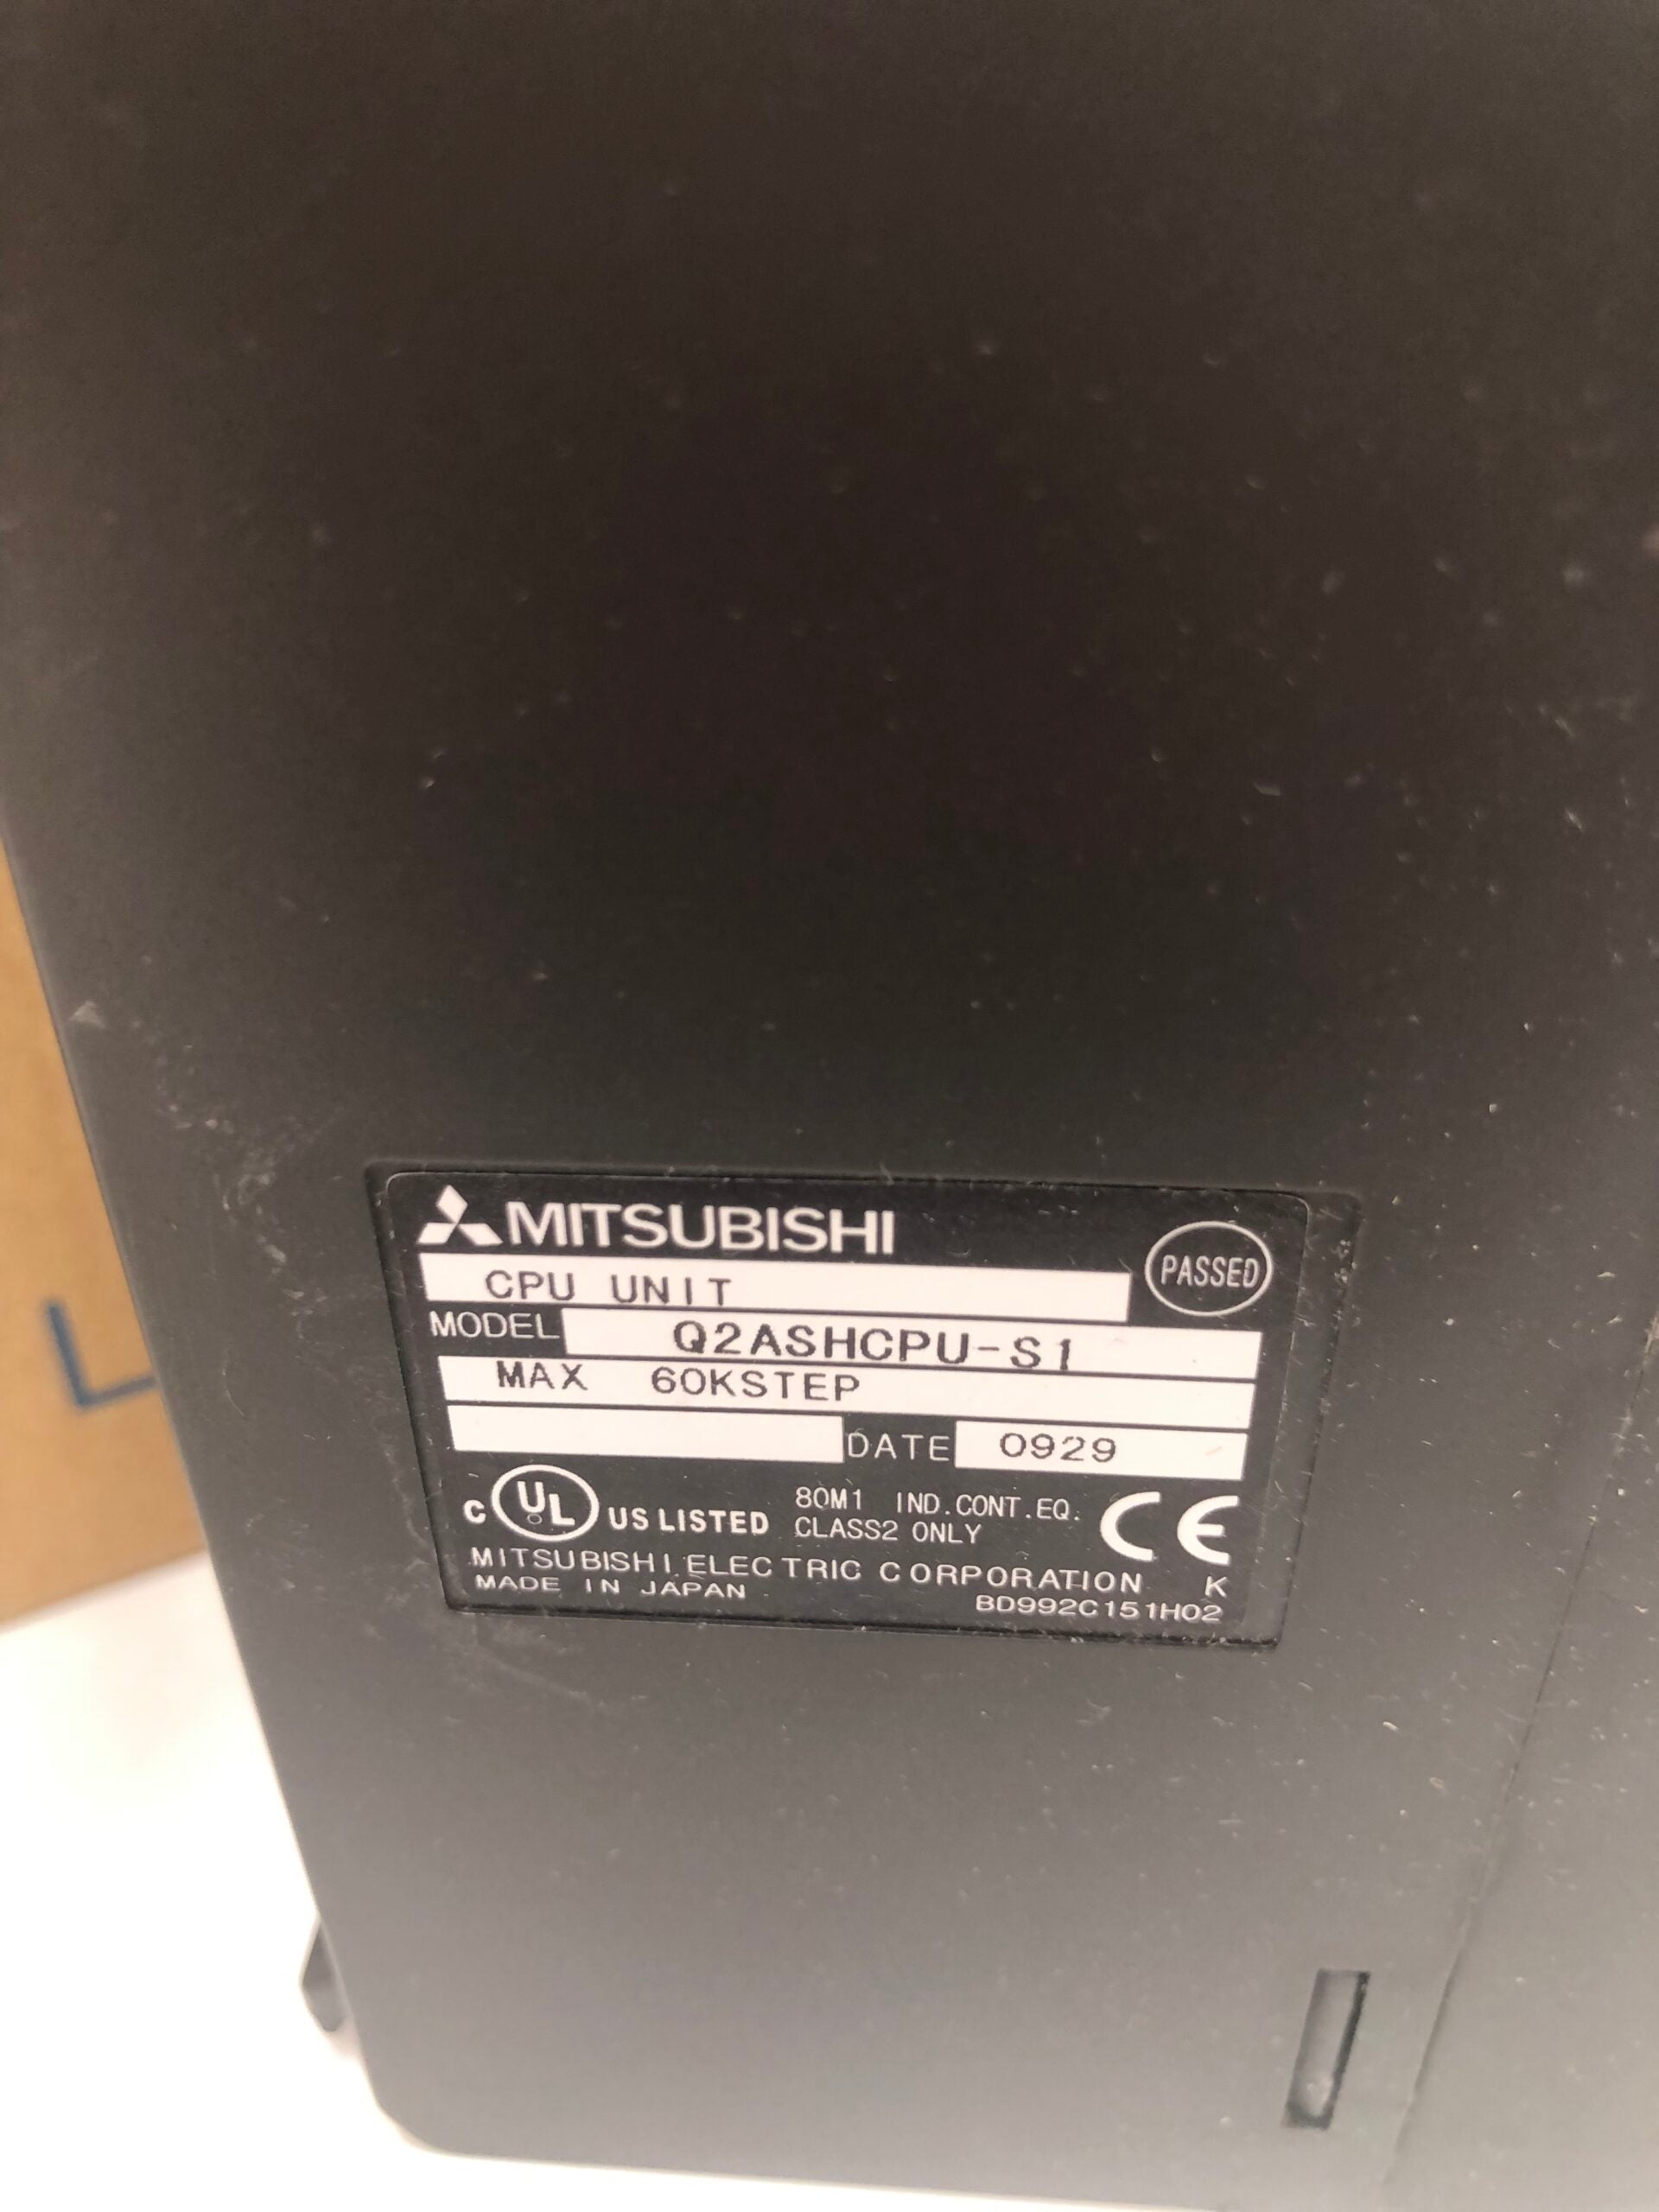 MITSUBISHI
PASSED
CPU UNIT
MODEL Q2ASHCPU-S1
MAX 60KSTEP
DATE 0929
C UL US LISTED 80M1 IND.CONT.EQ. CE
CLASS2 ONLY
MITSUBISHI ELECTRIC CORPORATION K
MADE IN JAPAN BD992C151H02
L